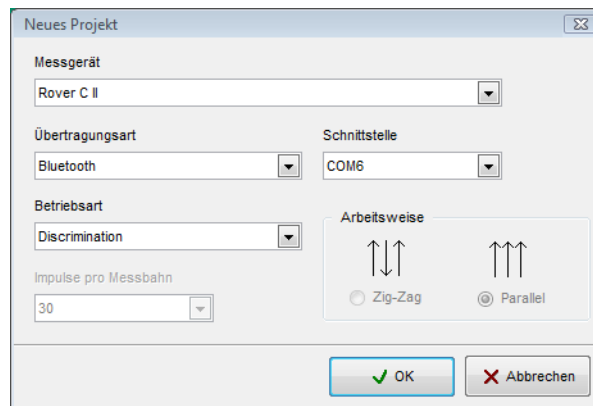 Neues Projekt
Messgerät
Rover C II
Übertragungsart
Schnittstelle
Bluetooth
COM6
Betriebsart
Discrimination
Arbeitsweise
Impulse pro Messbahn
30
Zig-Zag
Parallel
OK
Abbrechen